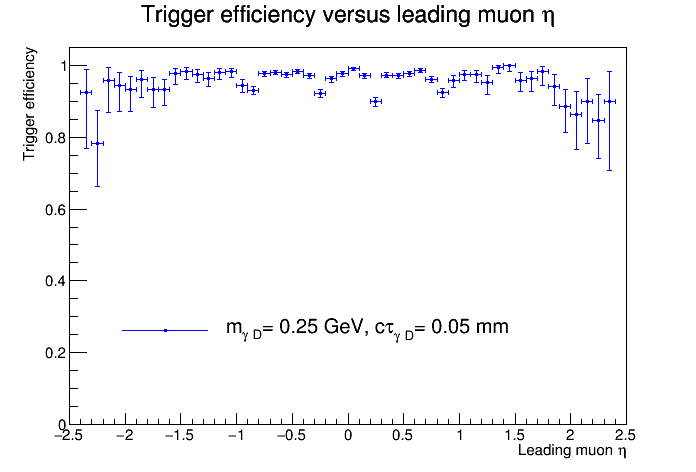 Trigger efficiency versus leading muon η
Trigger efficiency
1
0.8
0.6
0.4
0.2
0
mγ D= 0.25 GeV, cτγ D= 0.05 mm
−2.5 −2 −1.5 −1 −0.5 0 0.5 1 1.5 2 2.5
Leading muon η